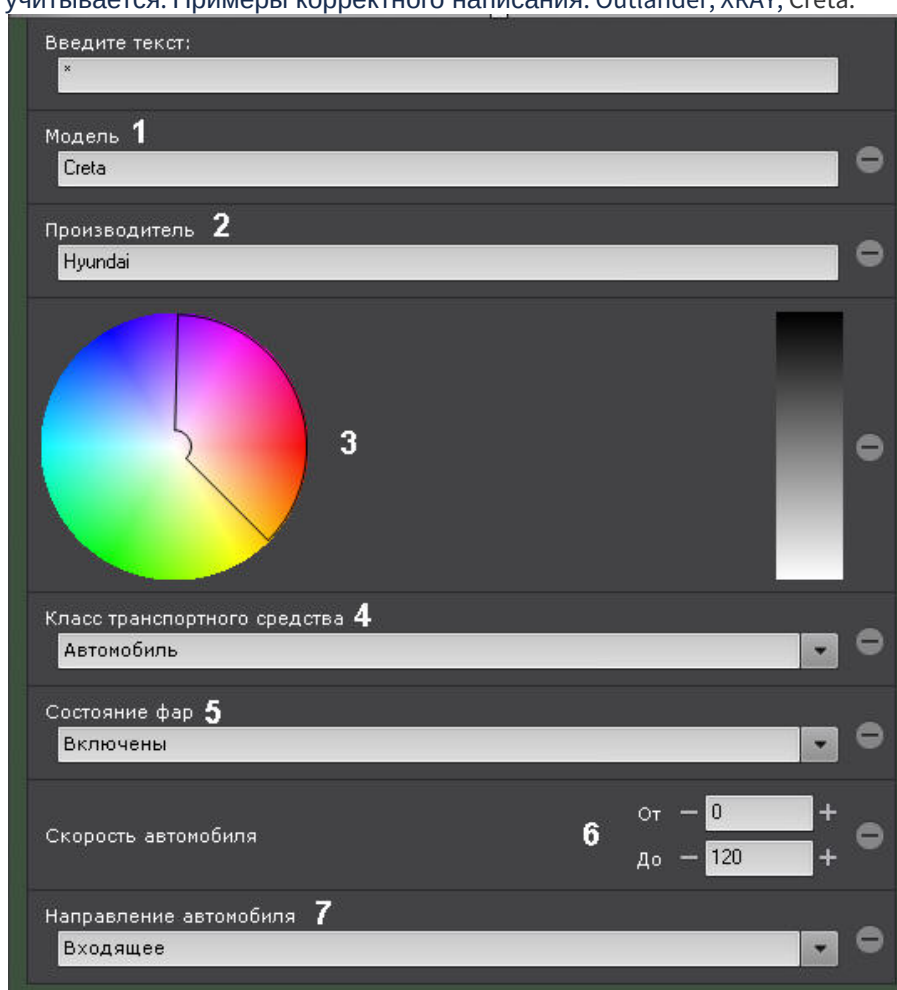 учитывается. Примеры корректного написания: Outlander, XRAY, Creta.
Введите текст:
*
Модель 1
Creta
Производитель 2
Hyundai
3
Класс транспортного средства 4
Автомобиль
Состояние фар 5
Включены
От − 0 +
Скорость автомобиля 6
До − 120 +
Направление автомобиля 7
Входящее